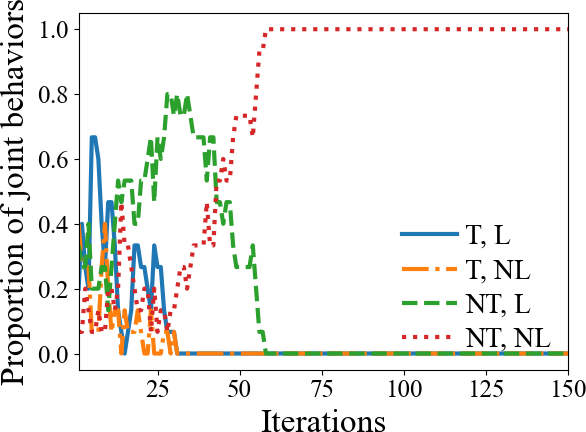 Proportion of joint behaviors
1.0
0.8
0.6
0.4
0.2
0.0
T, L
T, NL
NT, L
NT, NL
25 50 75 100 125 150
Iterations